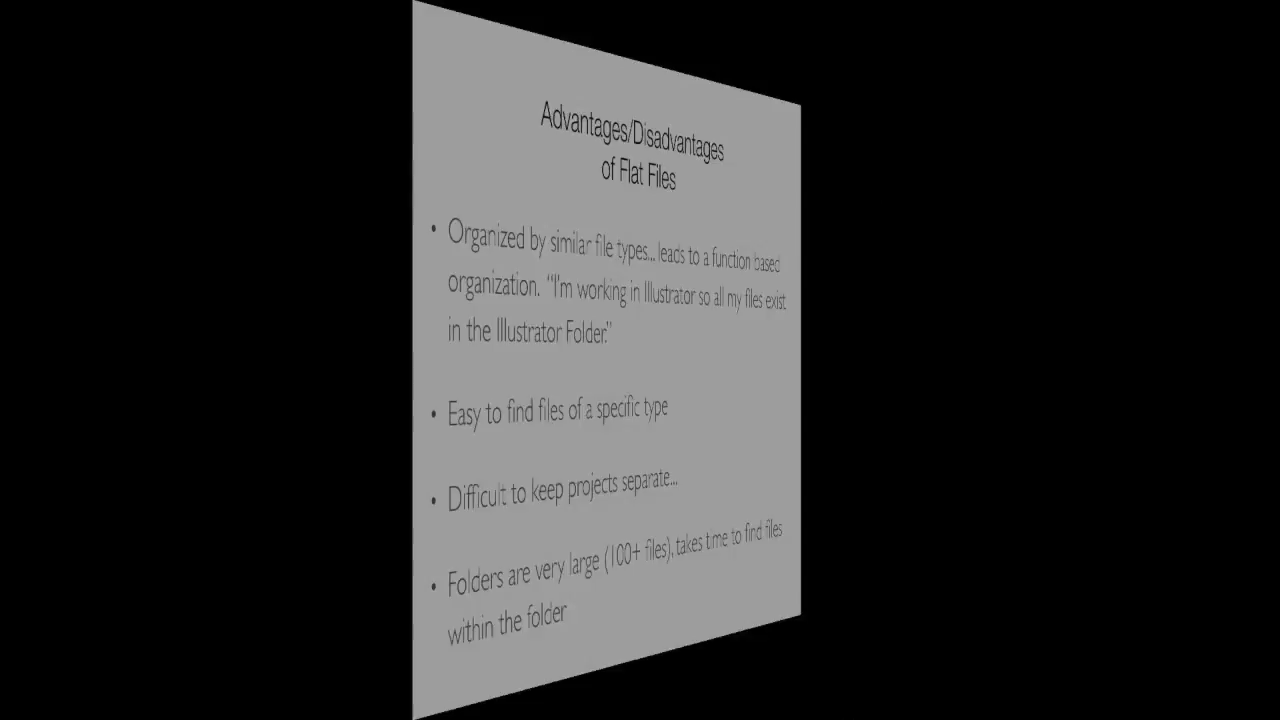 Advantages/Disadvantages
of Flat Files
• Organized by similar file types... leads to a function based
organization. “I'm working in Illustrator so all my files exist
in the Illustrator Folder.”
• Easy to find files of a specific type
• Difficult to keep projects separate...
• Folders are very large (100+ files), takes time to find files
within the folder